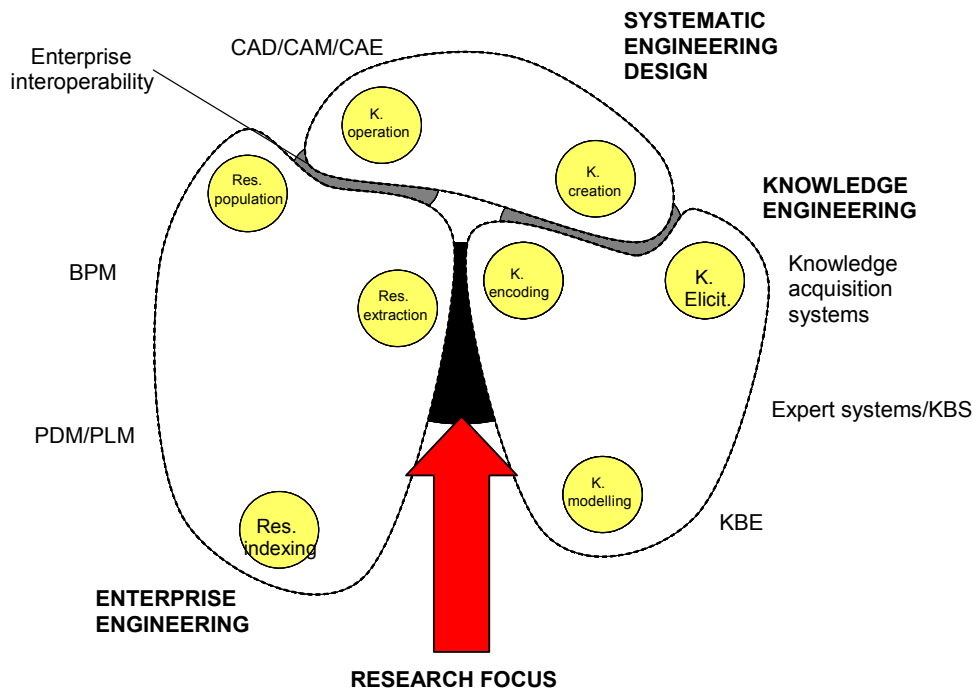 SYSTEMATIC
ENGINEERING
DESIGN
CAD/CAM/CAE
Enterprise
interoperability
K.
operation
K.
creation
Res.
population
KNOWLEDGE
ENGINEERING
BPM
Res.
extraction
K.
encoding
K.
Elicit.
Knowledge
acquisition
systems
Expert systems/KBS
PDM/PLM
K.
modelling
KBE
Res.
indexing
ENTERPRISE
ENGINEERING
RESEARCH FOCUS